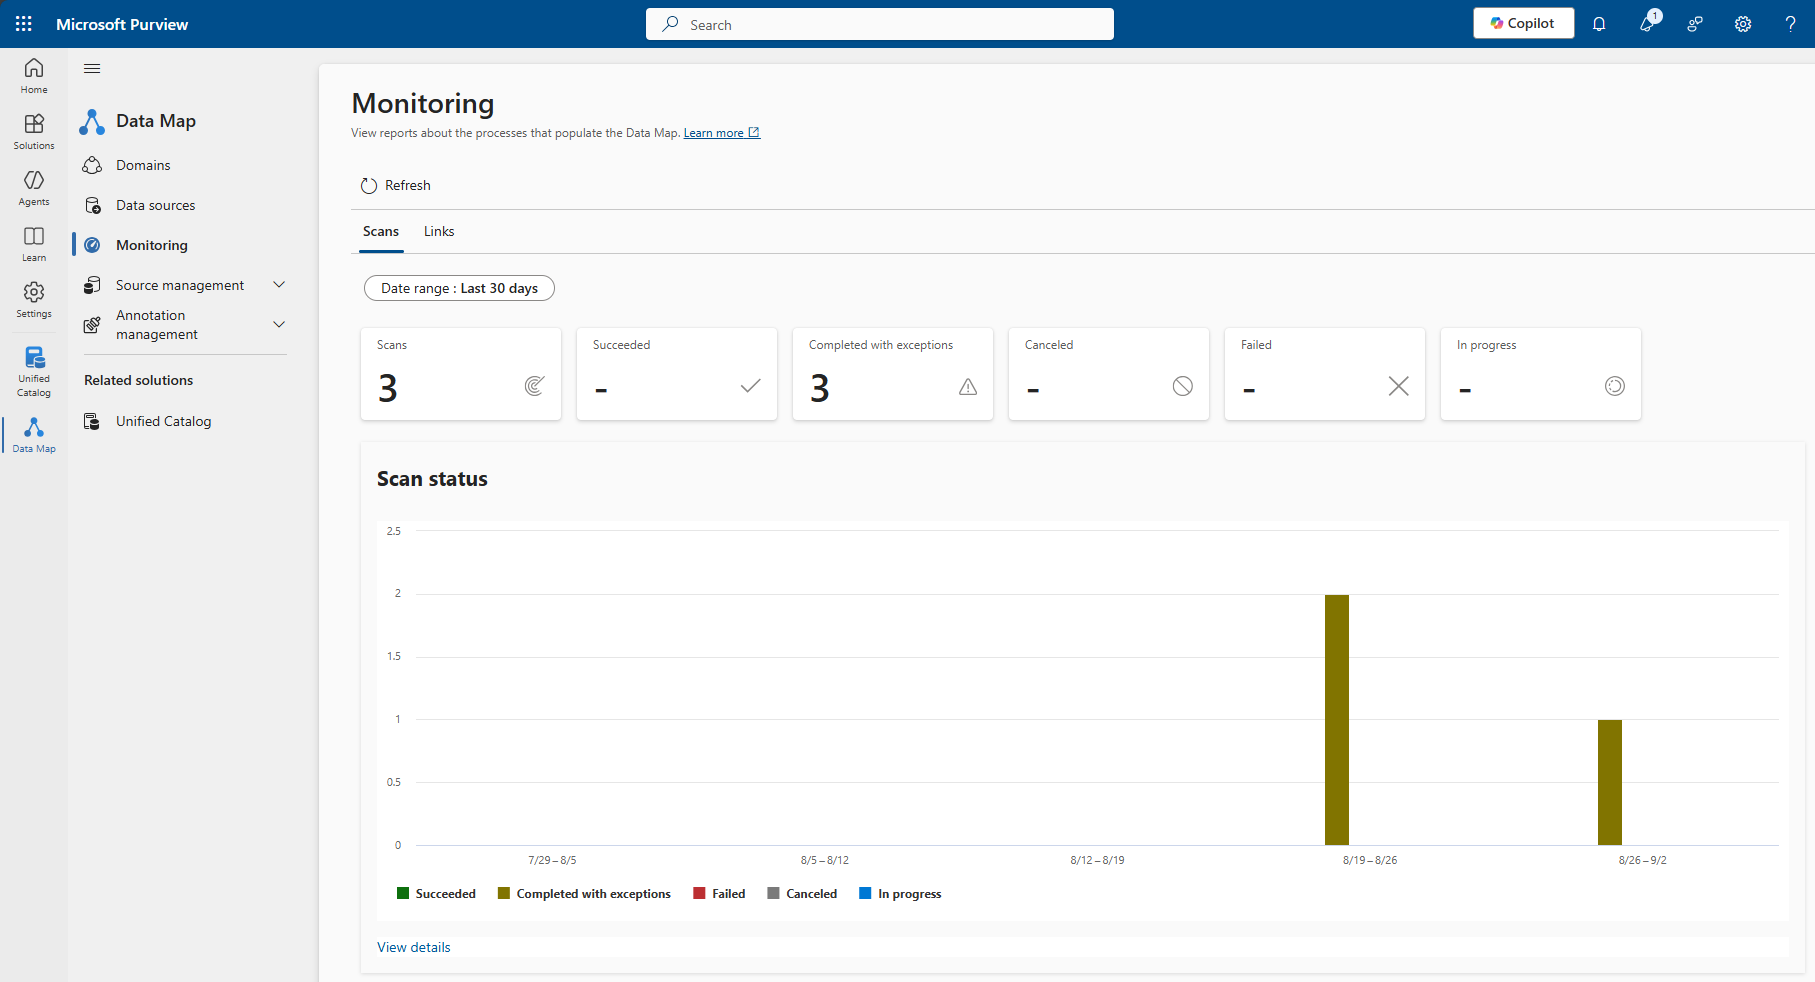 Microsoft Purview
Search
Copilot
1
Home
Solutions
Agents
Learn
Settings
Unified
Catalog
Data Map
Data Map
Domains
Data sources
Monitoring
Source management
Annotation
management
Related solutions
Unified Catalog
Monitoring
View reports about the processes that populate the Data Map. Learn more
Refresh
Scans Links
Date range : Last 30 days
Scans
3
Succeeded
-
Completed with exceptions
3
Canceled
-
Failed
-
In progress
-
Scan status
2.5
2
1.5
1
0.5
0
7/29 – 8/5 8/5 – 8/12 8/12 – 8/19 8/19 – 8/26 8/26 – 9/2
Succeeded Completed with exceptions Failed Canceled In progress
View details